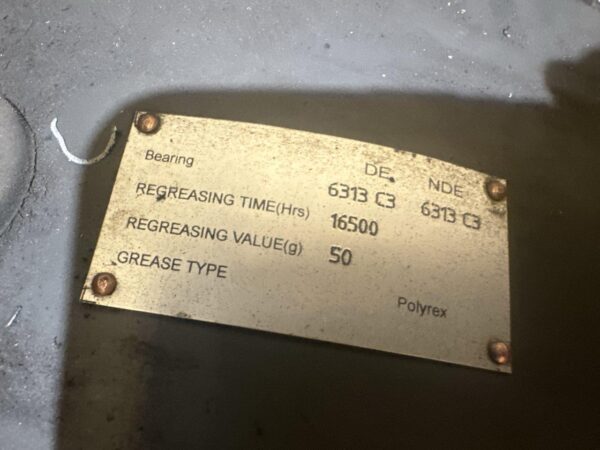 Bearing DE NDE
6313 C3 6313 C3
REGREASING TIME(Hrs) 16500
REGREASING VALUE(g) 50
GREASE TYPE Polyrex